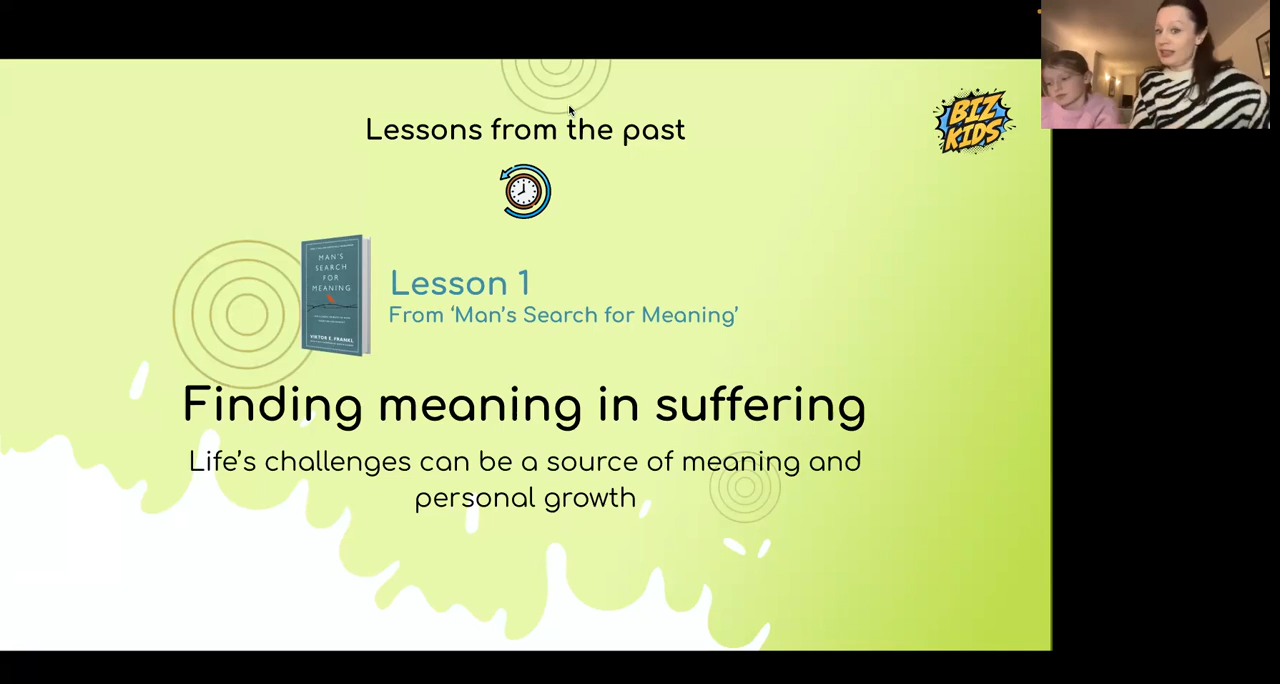 Lessons from the past
BIZ
KIDS
MAN'S
SEARCH
FOR
MEANING
VIKTOR E. FRANKL
Lesson 1
From ‘Man’s Search for Meaning’
Finding meaning in suffering
Life’s challenges can be a source of meaning and
personal growth